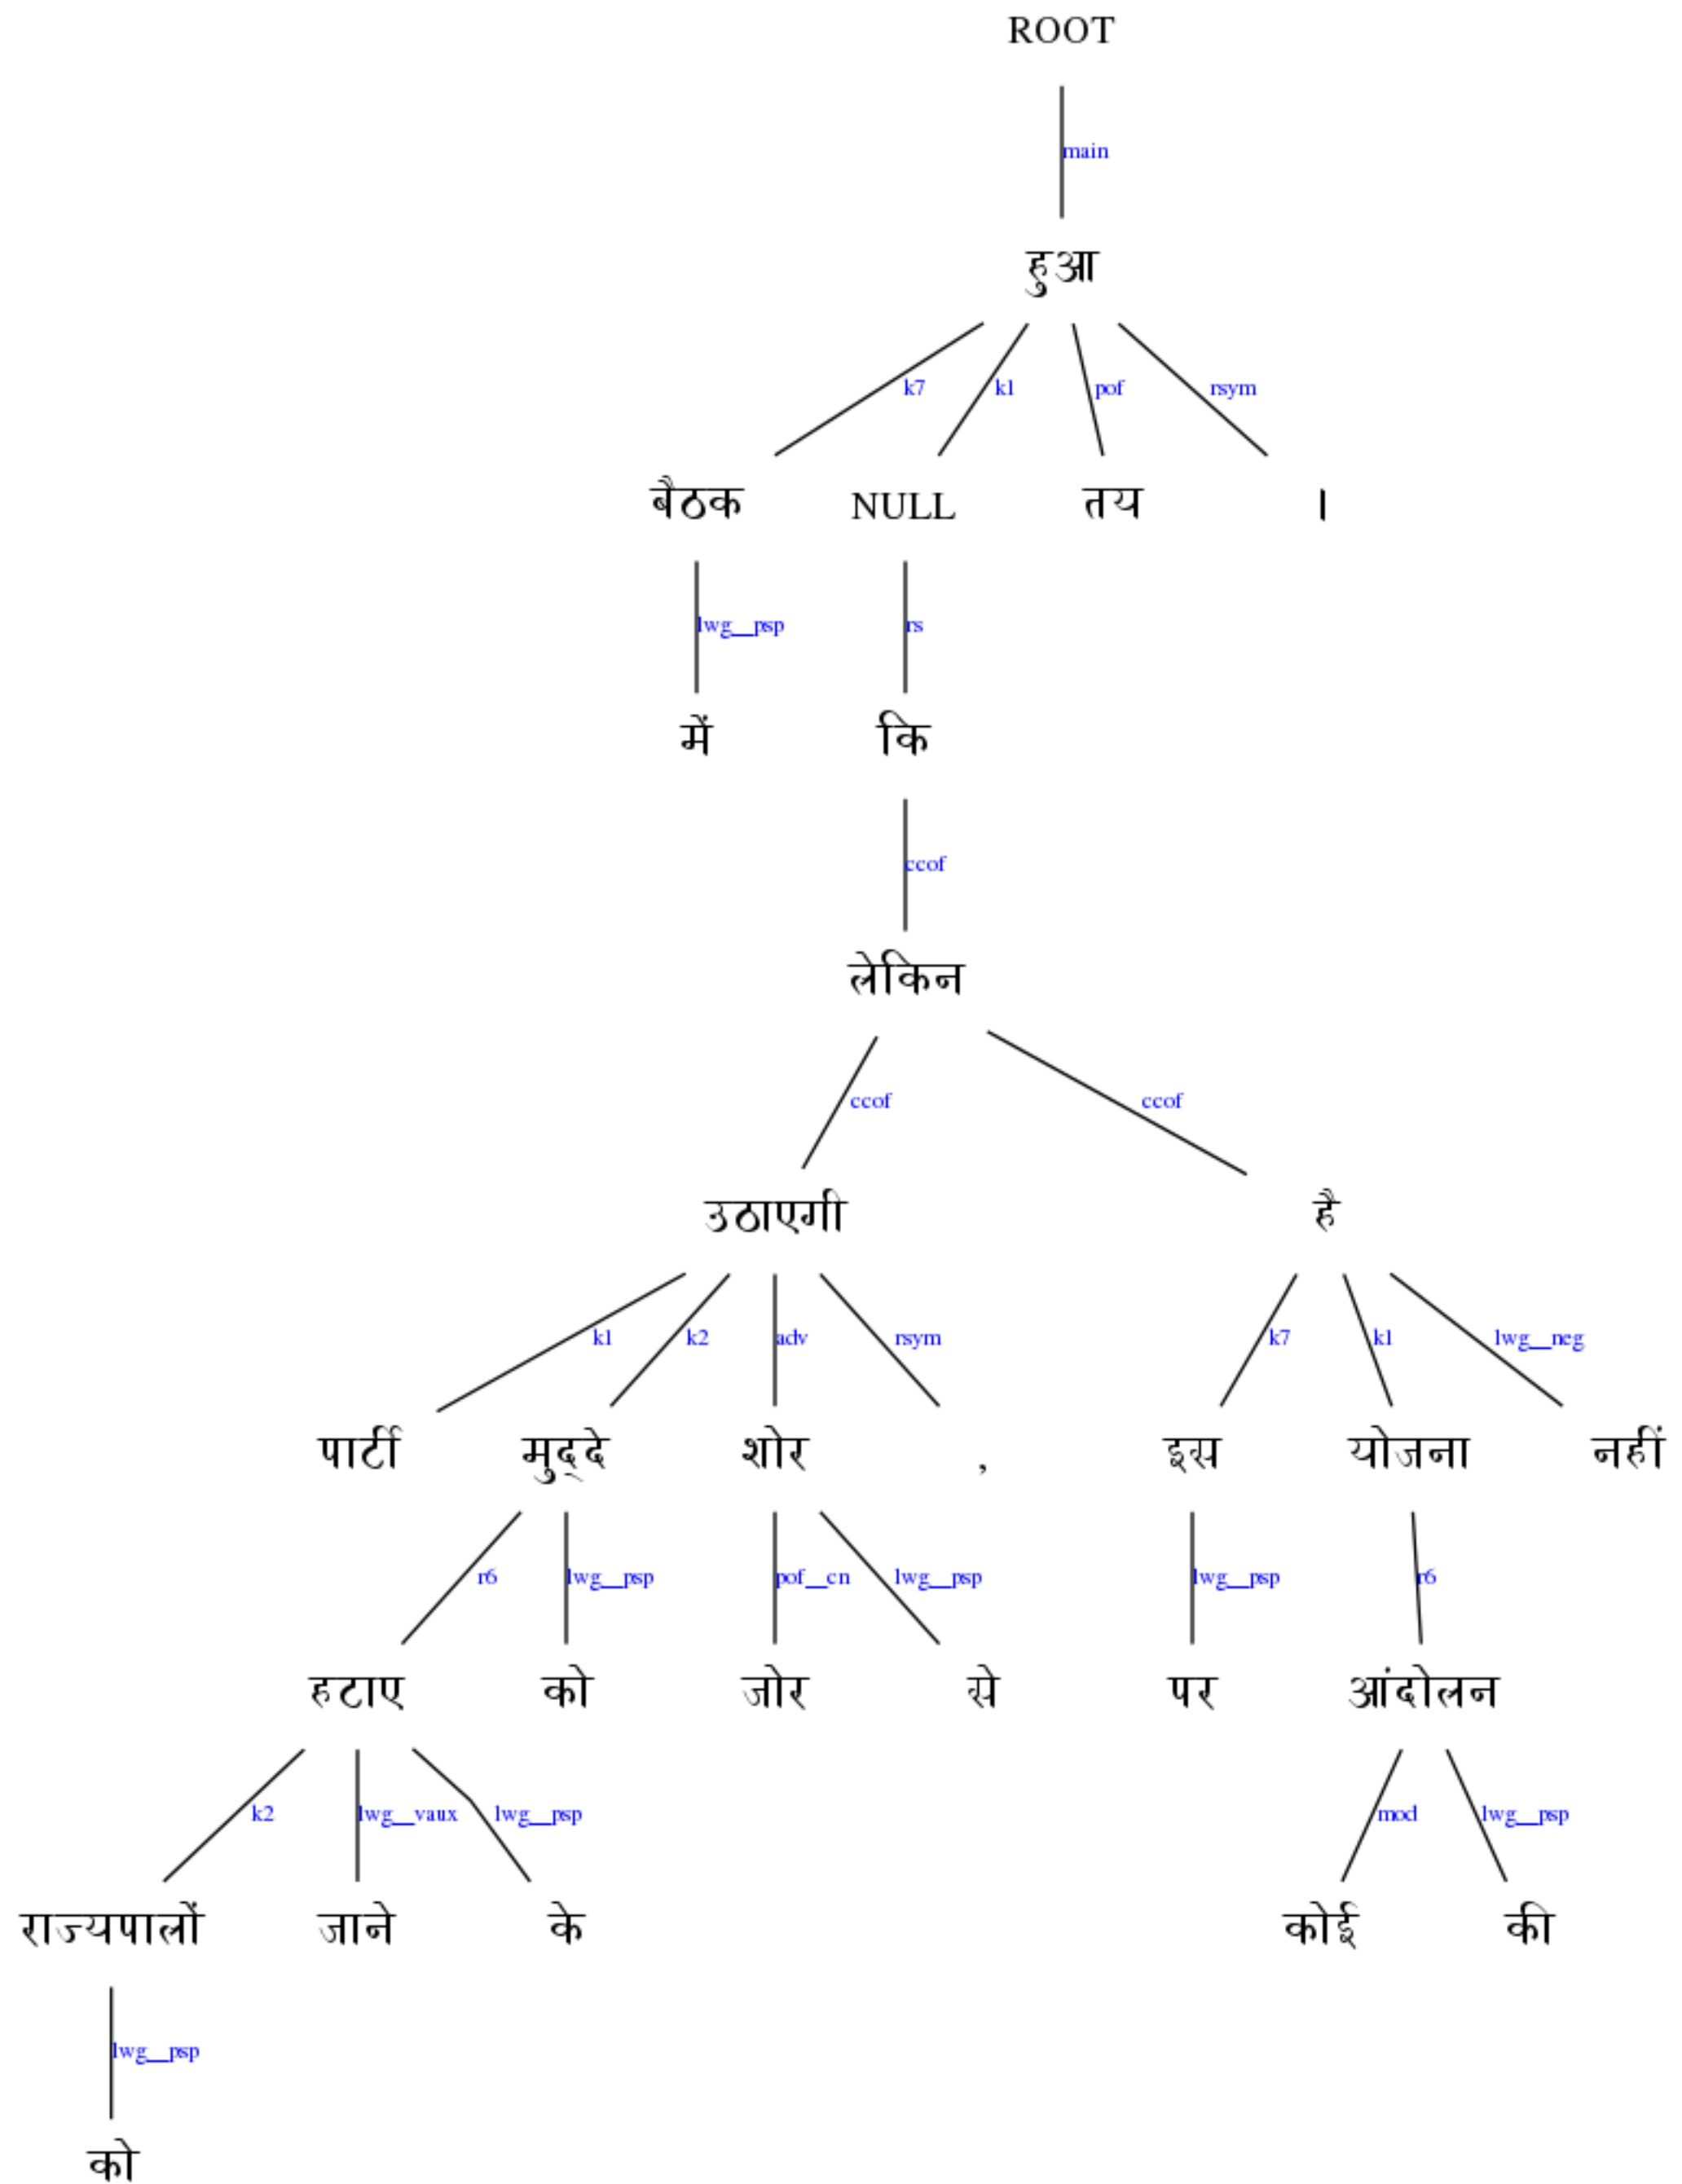 ROOT
main
हुआ
k7 k1 pof rsym
बैठक NULL तय ।
lwg__psp rs
में कि
ccof
लेकिन
ccof ccof
उठाएगी है
k1 k2 adv rsym k7 k1 lwg__neg
पार्टी मुद्दे शोर , इस योजना नहीं
r6 lwg__psp pof__cn lwg__psp lwg__psp r6
हटाए को जोर से पर आंदोलन
k2 lwg__vaux lwg__psp mod lwg__psp
राज्यपालों जाने के कोई की
lwg__psp
को